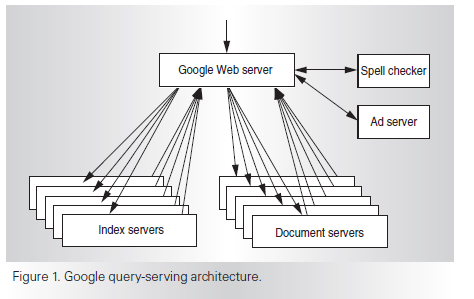 Google Web server
Spell checker
Ad server
Index servers
Document servers
Figure 1. Google query-serving architecture.